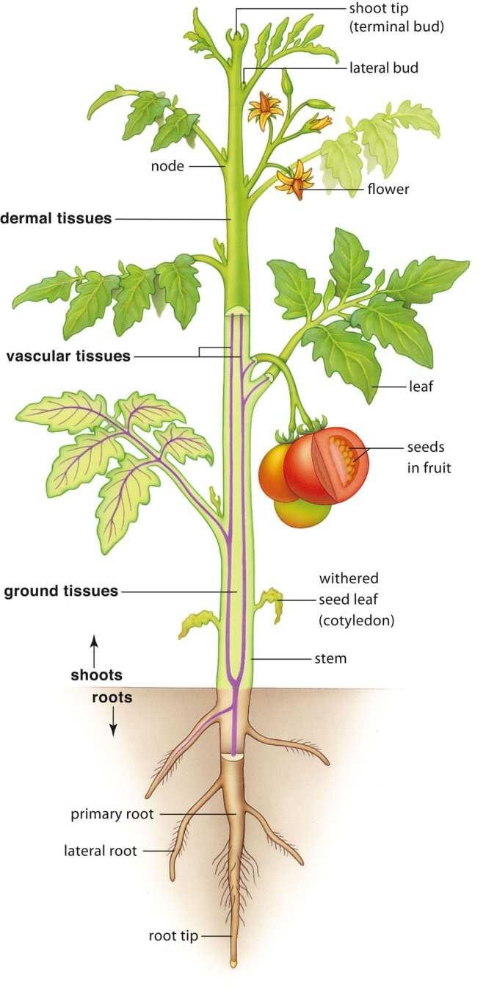 shoot tip
(terminal bud)
lateral bud
node
flower
dermal tissues
vascular tissues
leaf
seeds
in fruit
withered
seed leaf
(cotyledon)
ground tissues
stem
shoots
roots
primary root
lateral root
root tip